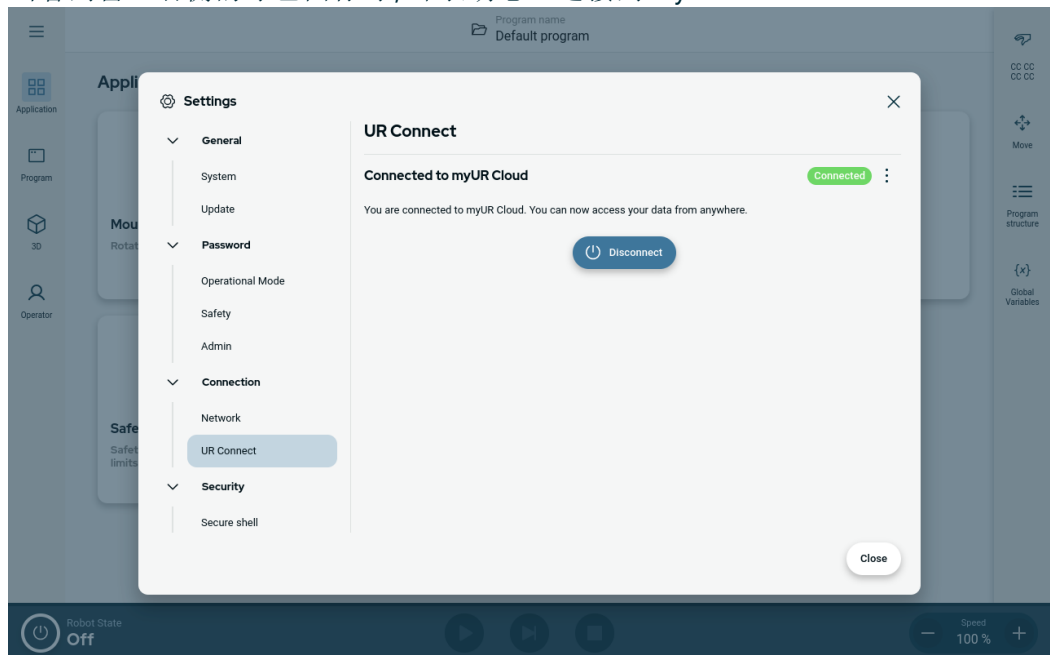 Program name
Default program
CC CC
CC CC
Application
Appli
Settings
General
System
Update
Password
Operational Mode
Safety
Admin
Connection
Network
UR Connect
Security
Secure shell
UR Connect
Connected to myUR Cloud
Connected
You are connected to myUR Cloud. You can now access your data from anywhere.
Disconnect
Close
Program
3D
Operator
Mou
Rotat
Safe
Safet
limits
Move
Program
structure
{x}
Global
Variables
Robot State
Off
Speed
100 %